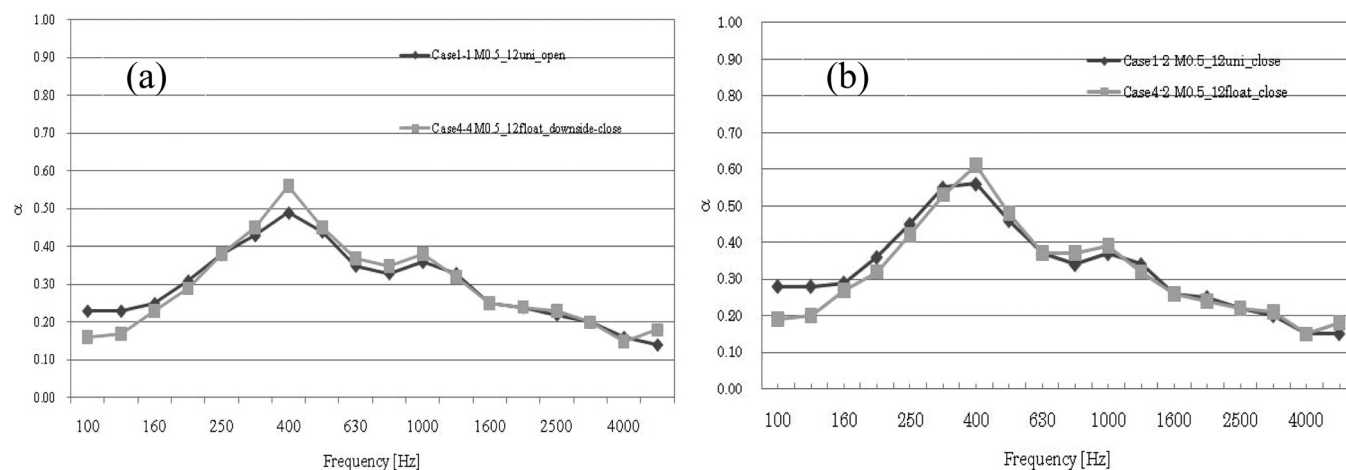 (a)
Case1-1 M0.5_12uni_open
Case4-4 M0.5_12float_downside-close
1.00
0.90
0.80
0.70
0.60
0.50
0.40
0.30
0.20
0.10
0.00
α
100 160 250 400 630 1000 1600 2500 4000
Frequency [Hz]
(b)
Case1-2 M0.5_12uni_close
Case4-2 M0.5_12float_close
1.00
0.90
0.80
0.70
0.60
0.50
0.40
0.30
0.20
0.10
0.00
α
100 160 250 400 630 1000 1600 2500 4000
Frequency [Hz]